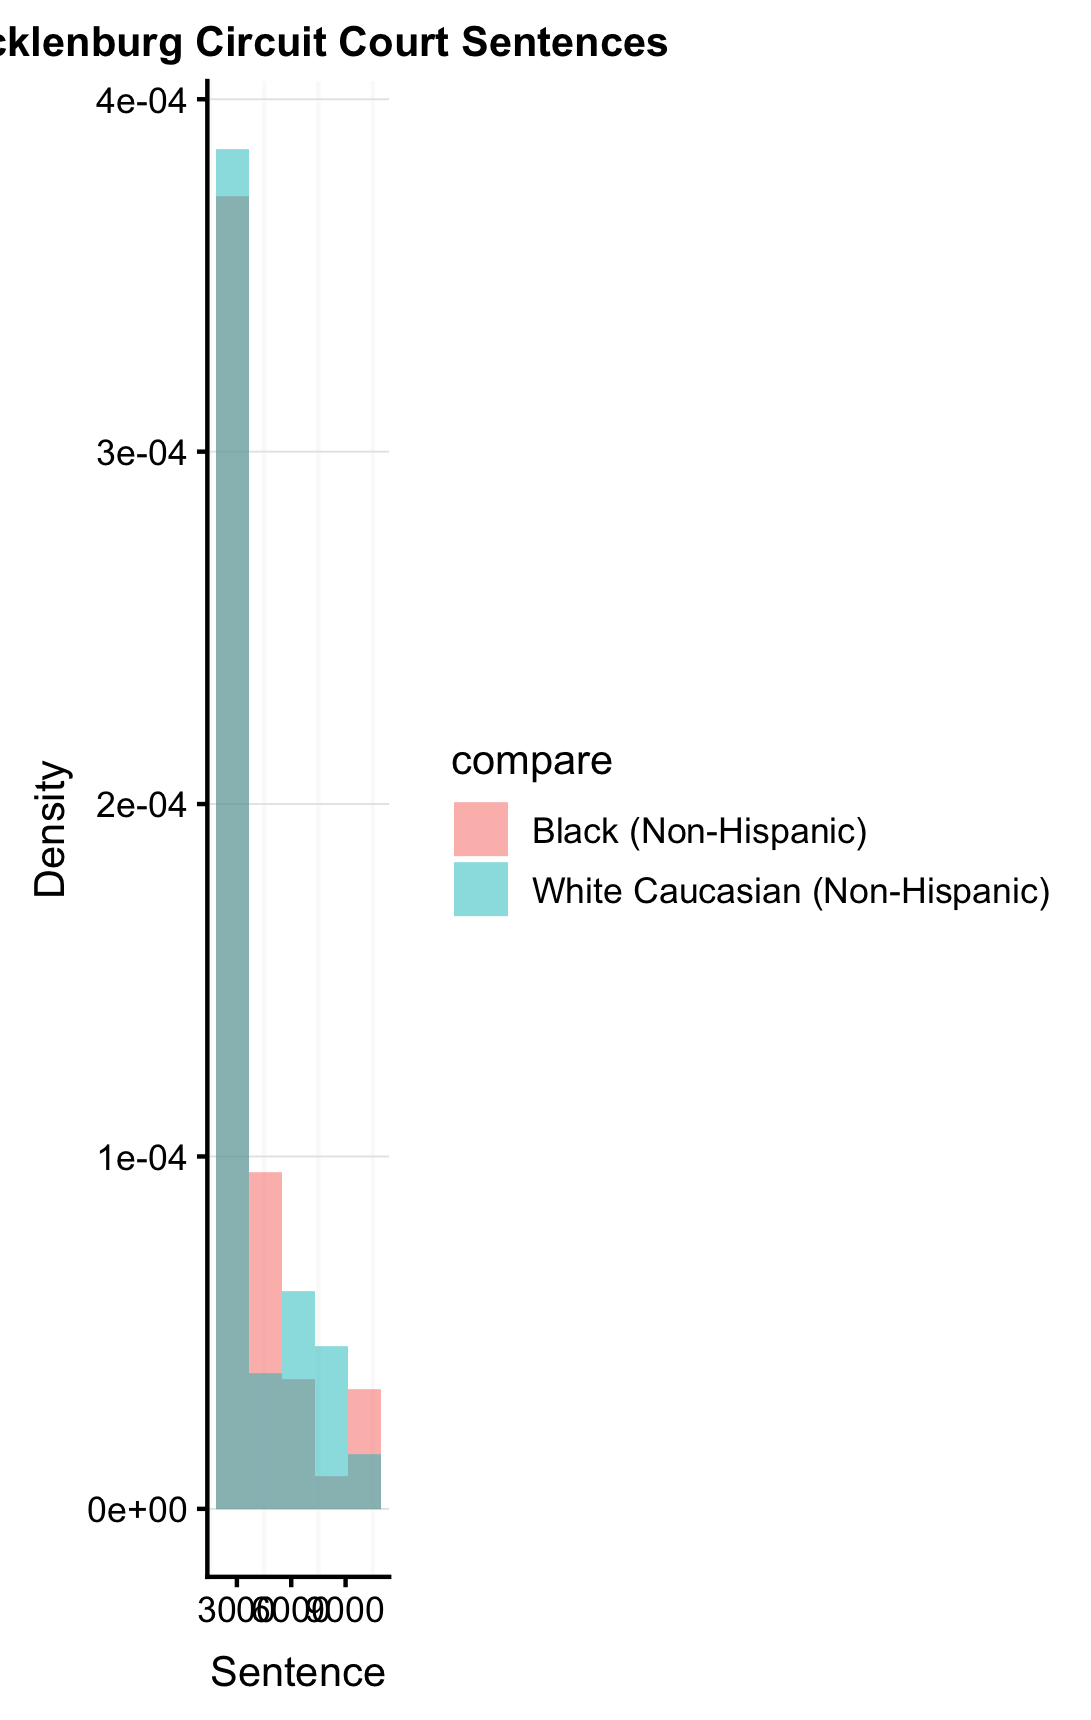 cklenburg Circuit Court Sentences
4e-04
3e-04
2e-04
1e-04
0e+00
Density
compare
Black (Non-Hispanic)
White Caucasian (Non-Hispanic)
3000 6000 9000
Sentence